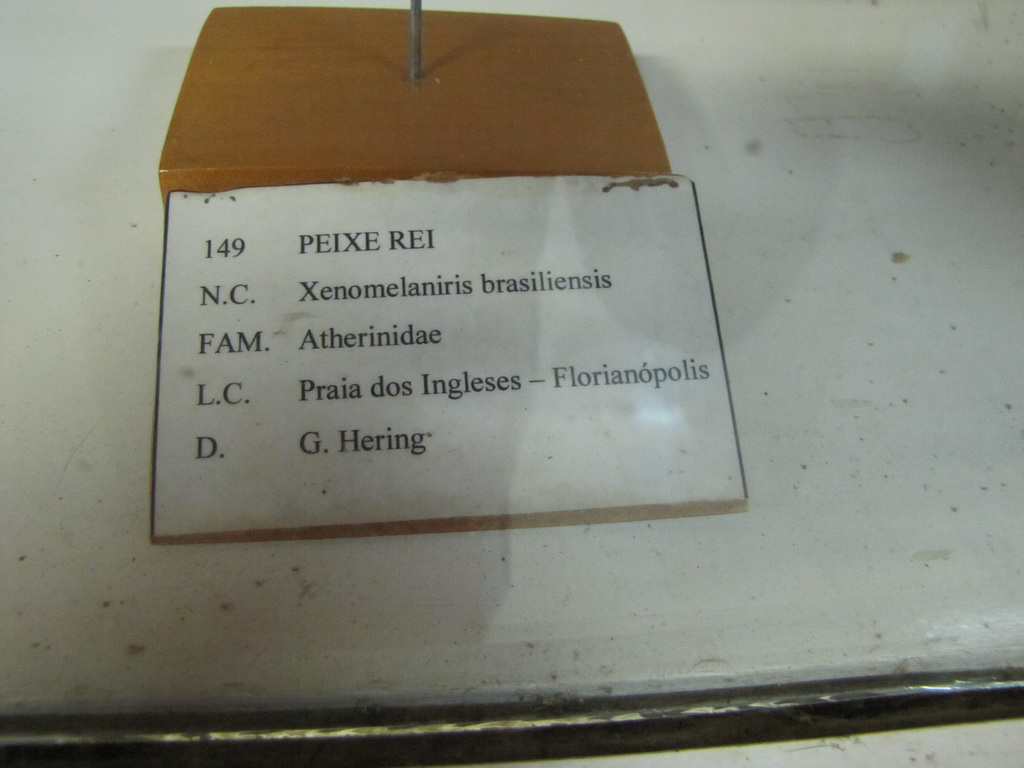 149 PEIXE REI
N.C. Xenomelaniris brasiliensis
FAM. Atherinidae
L.C. Praia dos Ingleses – Florianópolis
D. G. Hering